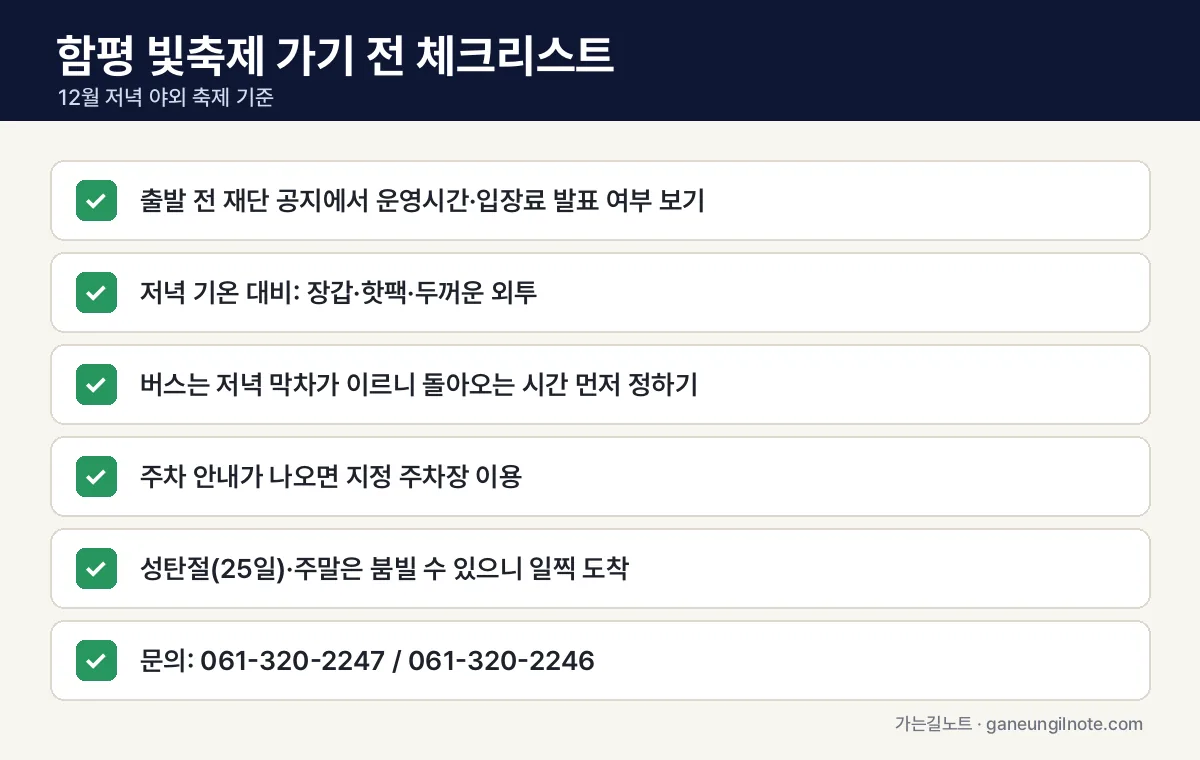 함평 빛축제 가기 전 체크리스트
12월 저녁 야외 축제 기준
출발 전 재단 공지에서 운영시간·입장료 발표 여부 보기
저녁 기온 대비: 장갑·핫팩·두꺼운 외투
버스는 저녁 막차가 이르니 돌아오는 시간 먼저 정하기
주차 안내가 나오면 지정 주차장 이용
성탄절(25일)·주말은 붐빌 수 있으니 일찍 도착
문의: 061-320-2247 / 061-320-2246
가는길노트 · ganeungilnote.com